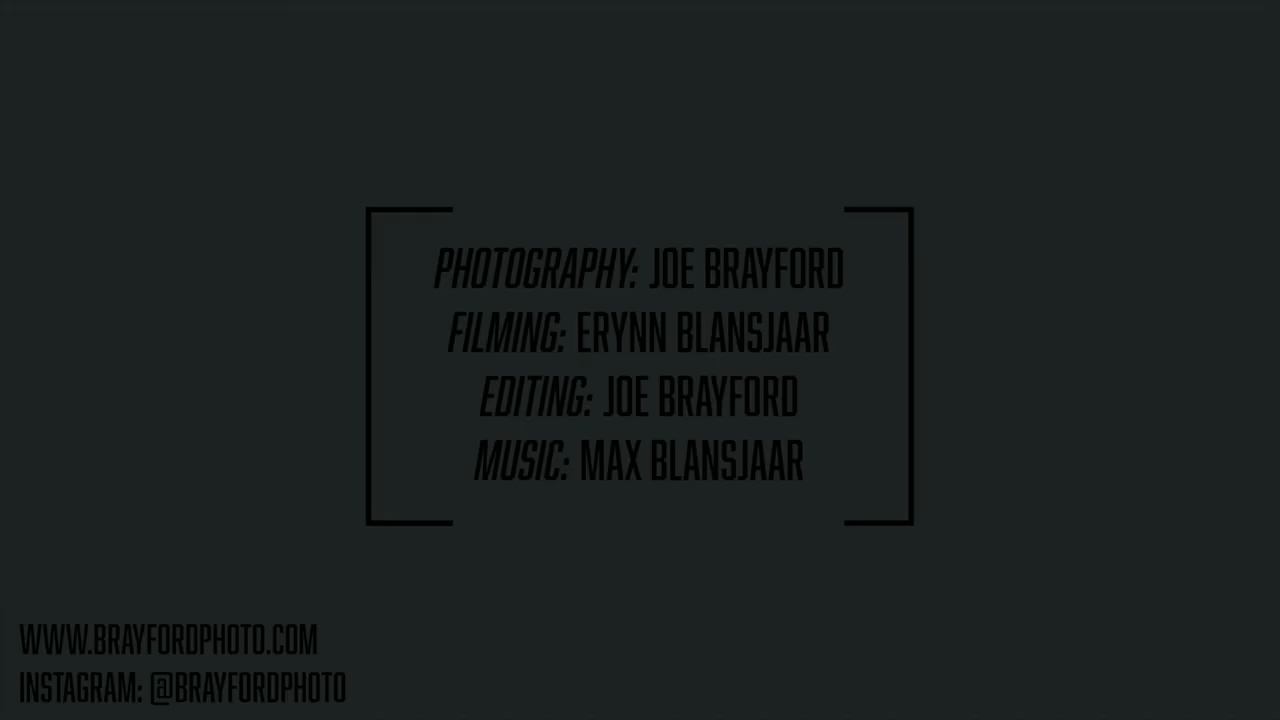 PHOTOGRAPHY: JOE BRAYFORD
FILMING: ERYNN BLANSJAAR
EDITING: JOE BRAYFORD
MUSIC: MAX BLANSJAAR
WWW.BRAYFORDPHOTO.COM
INSTAGRAM: @BRAYFORDPHOTO